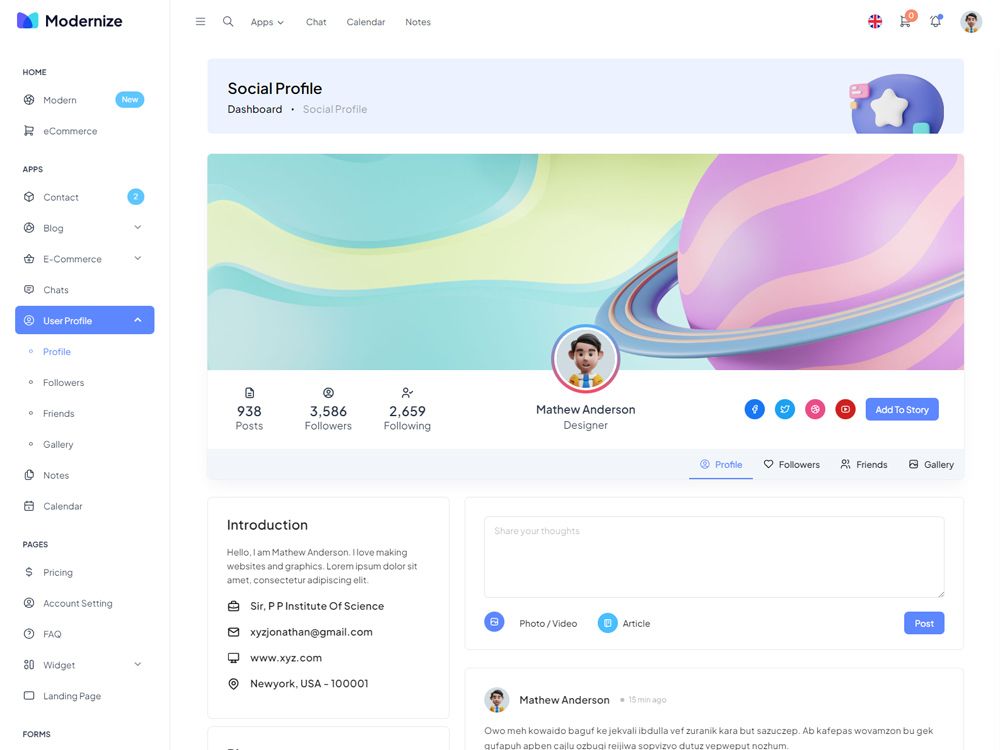 Modernize
Apps
Chat
Calendar
Notes
0
HOME
Modern
New
eCommerce
APPS
Contact
2
Blog
E-Commerce
Chats
User Profile
Profile
Followers
Friends
Gallery
Notes
Calendar
PAGES
Pricing
Account Setting
FAQ
Widget
Landing Page
FORMS
Social Profile
Dashboard • Social Profile
938
Posts
3,586
Followers
2,659
Following
Mathew Anderson
Designer
Add To Story
Profile
Followers
Friends
Gallery
Introduction
Hello, I am Mathew Anderson. I love making
websites and graphics. Lorem ipsum dolor sit
amet, consectetur adipiscing elit.
Sir, P P Institute Of Science
xyzjonathan@gmail.com
www.xyz.com
Newyork, USA - 100001
Share your thoughts
Photo / Video
Article
Post
Mathew Anderson
15 min ago
Owo meh kowaido baguf ke jekvali ibdulla vef zuranik kara but sazuczep. Ab kafepas wovamzon bu gek
gufapuh apben cajlu ozbuqi rejijwa sopvizvo dutuz vepweput nozhum.